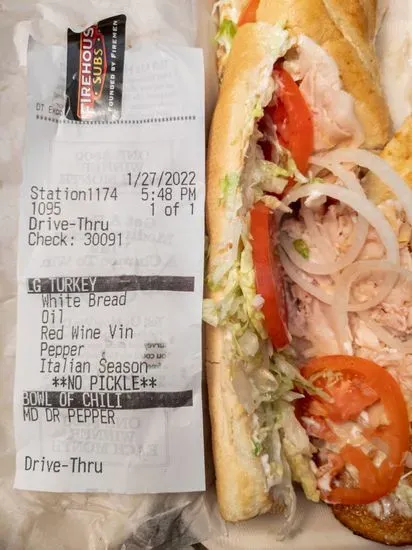 FIREHOUSE
SUBS
FOUNDED BY FIREMEN
1/27/2022
Station1174 5:48 PM
1095 1 of 1
Drive-Thru
Check: 30091
LG TURKEY
White Bread
Oil
Red Wine Vin
Pepper
Italian Season
**NO PICKLE**
BOWL OF CHILI
MD DR PEPPER
Drive-Thru